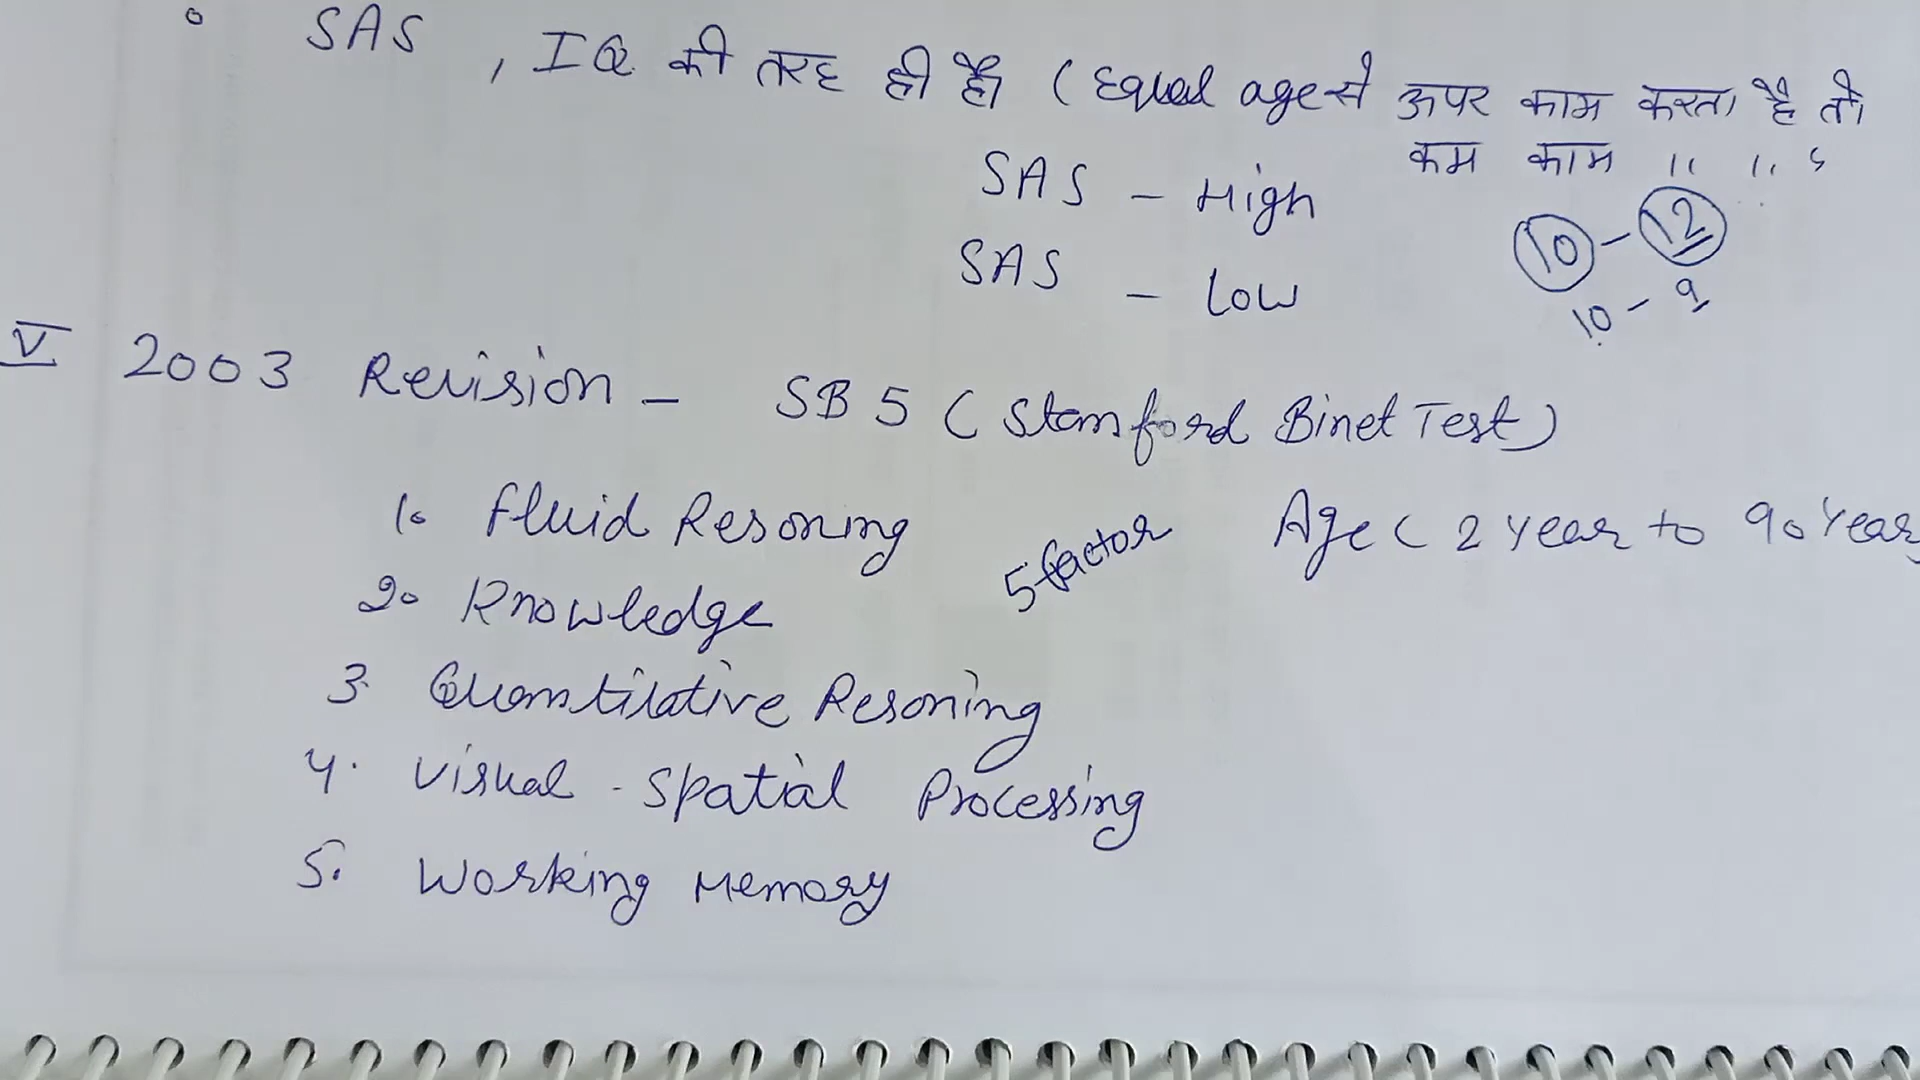 ° SAS , IQ की तरह ही है। ( Equal age से ऊपर काम करता है तो
कम काम " " "
SAS - High
SAS - Low
10 - 12
10 - 9
V 2003 Revision - SB 5 ( Stanford Binet Test )
1. Fluid Resoning
5 factor
Age ( 2 Year to 90 Year
2. Knowledge
3. Quantitative Resoning
4. Visual - Spatial Processing
5. Working Memory